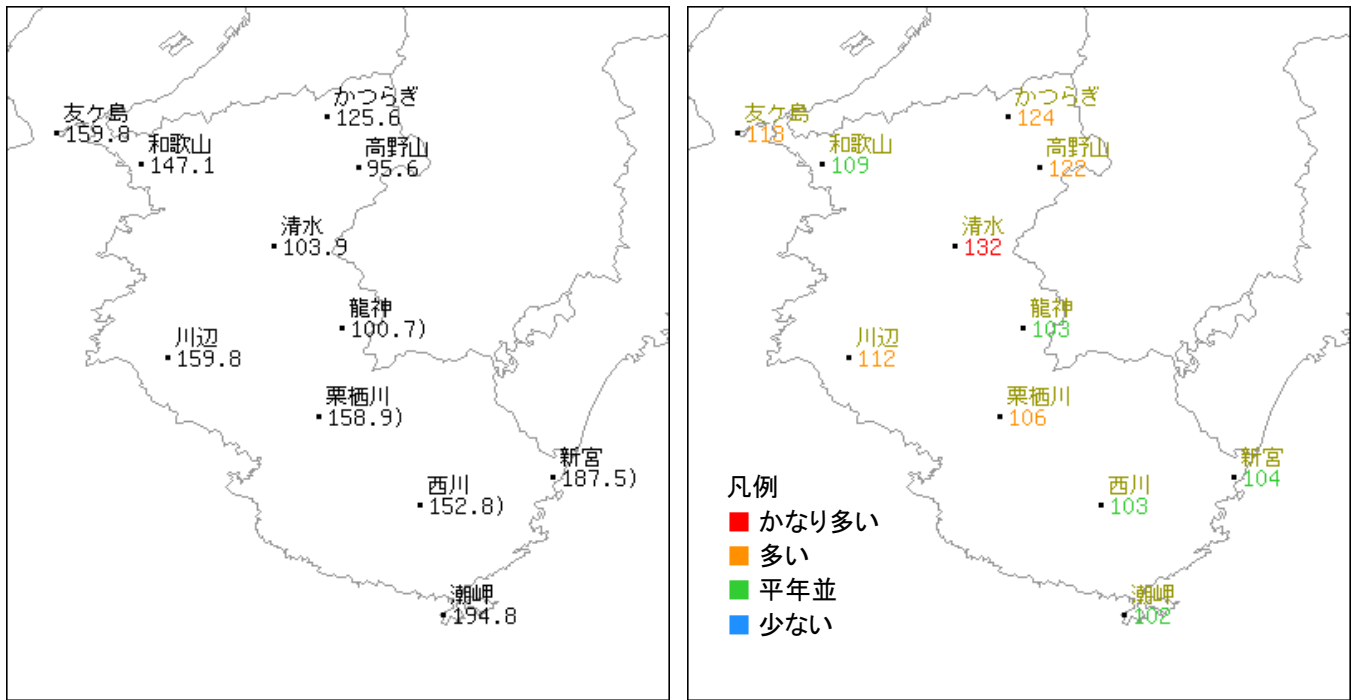 友ケ島
159.8
和歌山
147.1
かつらぎ
125.6
高野山
95.6
清水
103.9
龍神
100.7)
川辺
159.8
栗栖川
158.9)
新宮
187.5)
西川
152.8)
潮岬
194.8
友ケ島
118
和歌山
109
かつらぎ
124
高野山
122
清水
132
龍神
103
川辺
112
栗栖川
106
新宮
104
西川
103
潮岬
102
凡例
かなり多い
多い
平年並
少ない